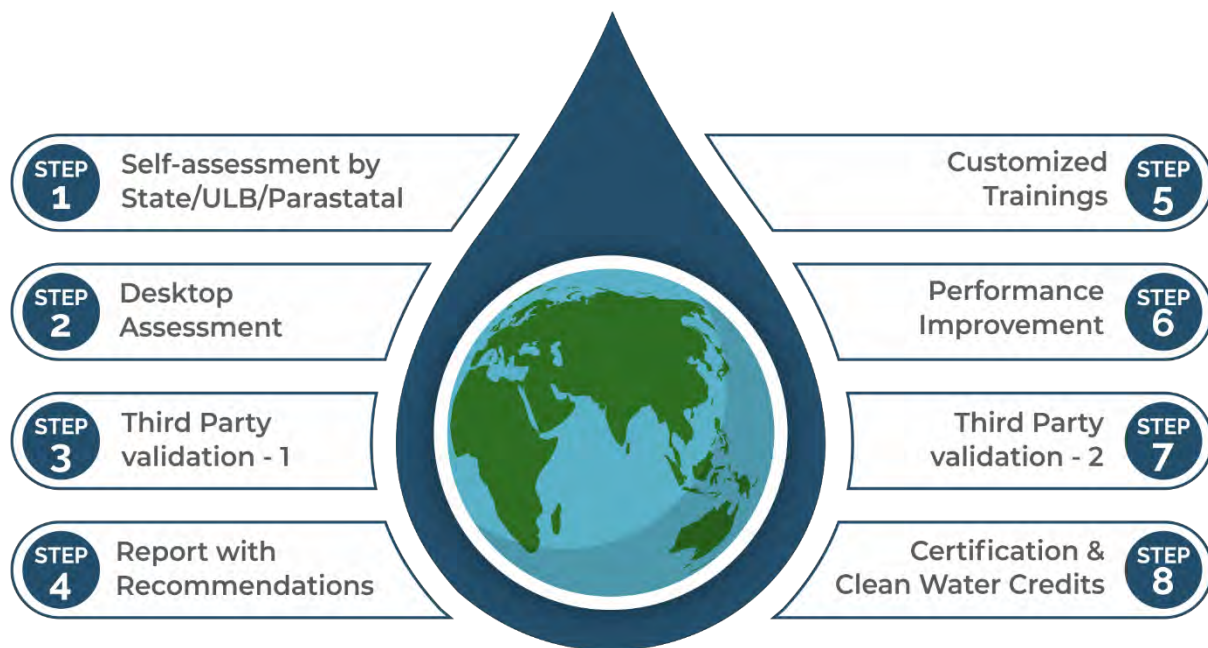 STEP
1
Self-assessment by
State/ULB/Parastatal
STEP
2
Desktop
Assessment
STEP
3
Third Party
validation - 1
STEP
4
Report with
Recommendations
Customized
Trainings
STEP
5
Performance
Improvement
STEP
6
Third Party
validation - 2
STEP
7
Certification &
Clean Water Credits
STEP
8